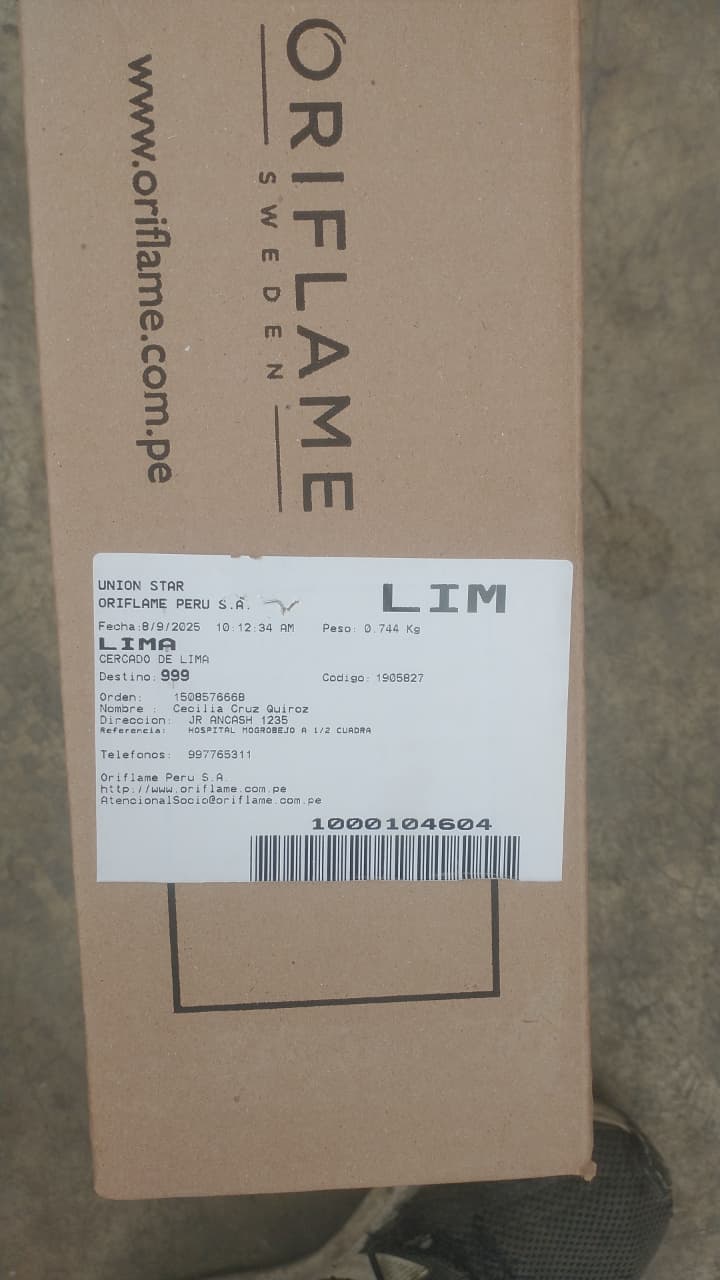 ORIFLAME
SWEDEN
www.oriflame.com.pe
UNION STAR
ORIFLAME PERU S.A.
LIM
Fecha:8/9/2025 10:12:34 AM Peso: 0.744 Kg
LIMA
CERCADO DE LIMA
Destino: 999 Codigo: 1905827
Orden: 1508576668
Nombre : Cecilia Cruz Quiroz
Direccion: JR ANCASH 1235
Referencia: HOSPITAL MOGROBEJO A 1/2 CUADRA
Telefonos: 997765311
Oriflame Peru S.A.
http://www.oriflame.com.pe
AtencionalSocio@oriflame.com.pe
1000104604